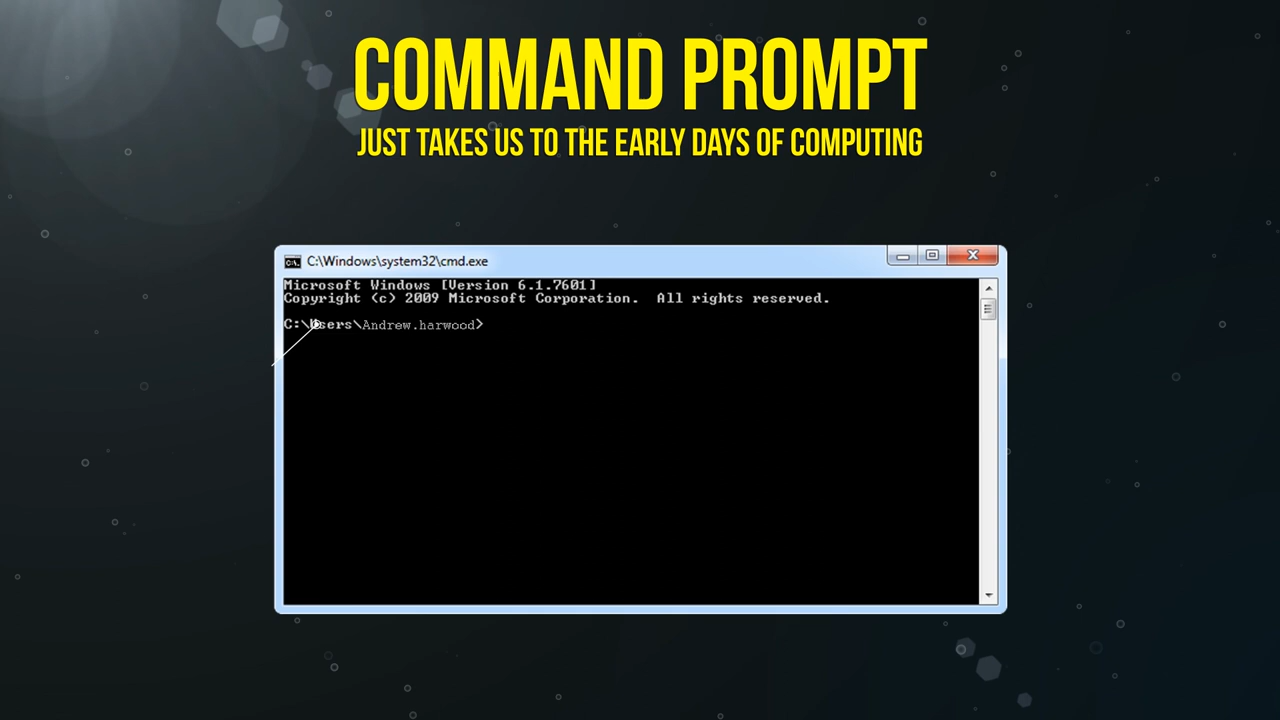 COMMAND PROMPT
JUST TAKES US TO THE EARLY DAYS OF COMPUTING
C:\Windows\system32\cmd.exe
Microsoft Windows [Version 6.1.7601]
Copyright (c) 2009 Microsoft Corporation.  All rights reserved.
C:\Users\Andrew.harwood>